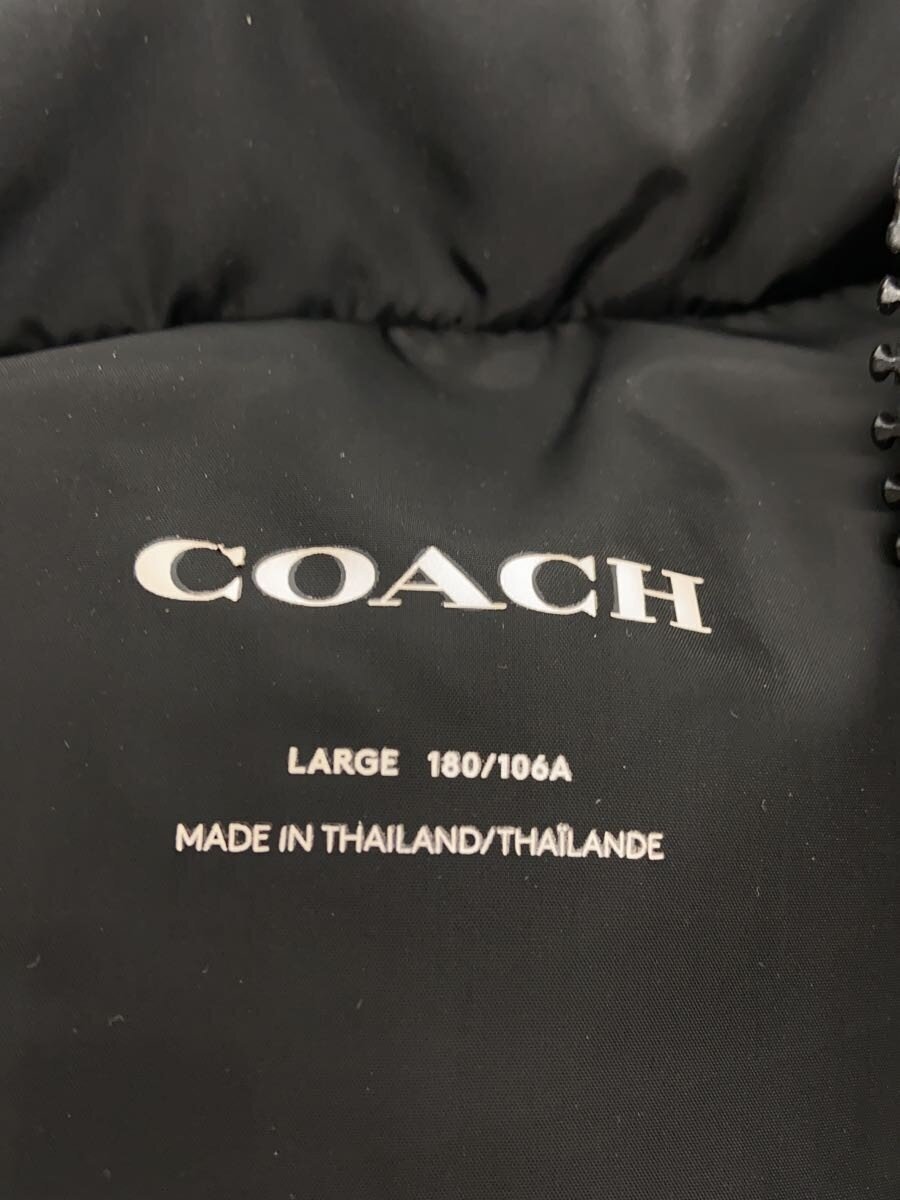 COACH
LARGE 180/106A
MADE IN THAILAND/THAÏLANDE